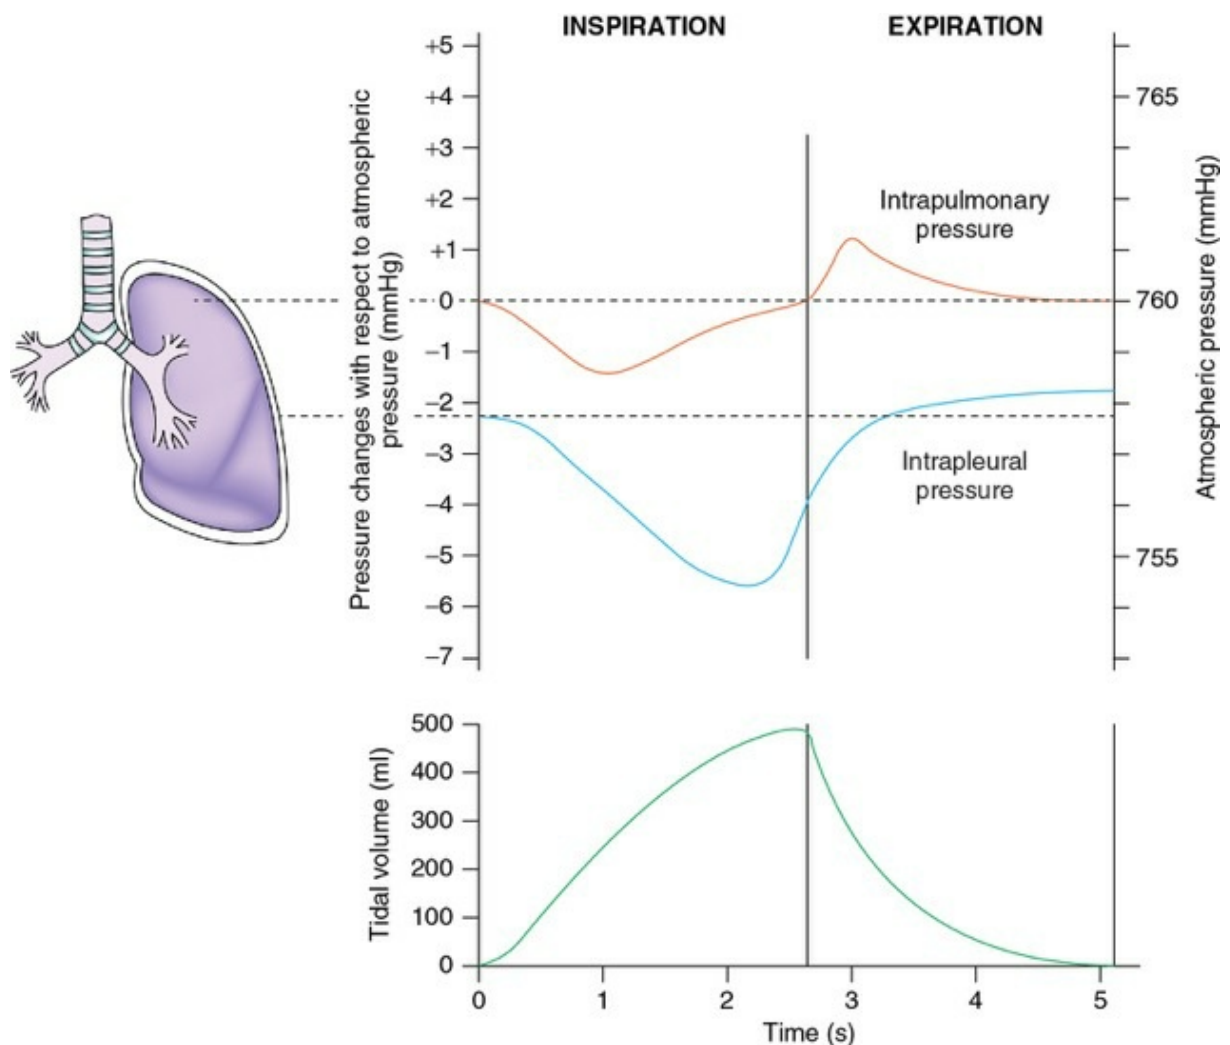 INSPIRATION
EXPIRATION
Pressure changes with respect to atmospheric
pressure (mmHg)
+5
+4
+3
+2
+1
0
–1
–2
–3
–4
–5
–6
–7
Intrapulmonary
pressure
Intrapleural
pressure
765
760
755
Atmospheric pressure (mmHg)
Tidal volume (ml)
500
400
300
200
100
0
0 1 2 3 4 5
Time (s)